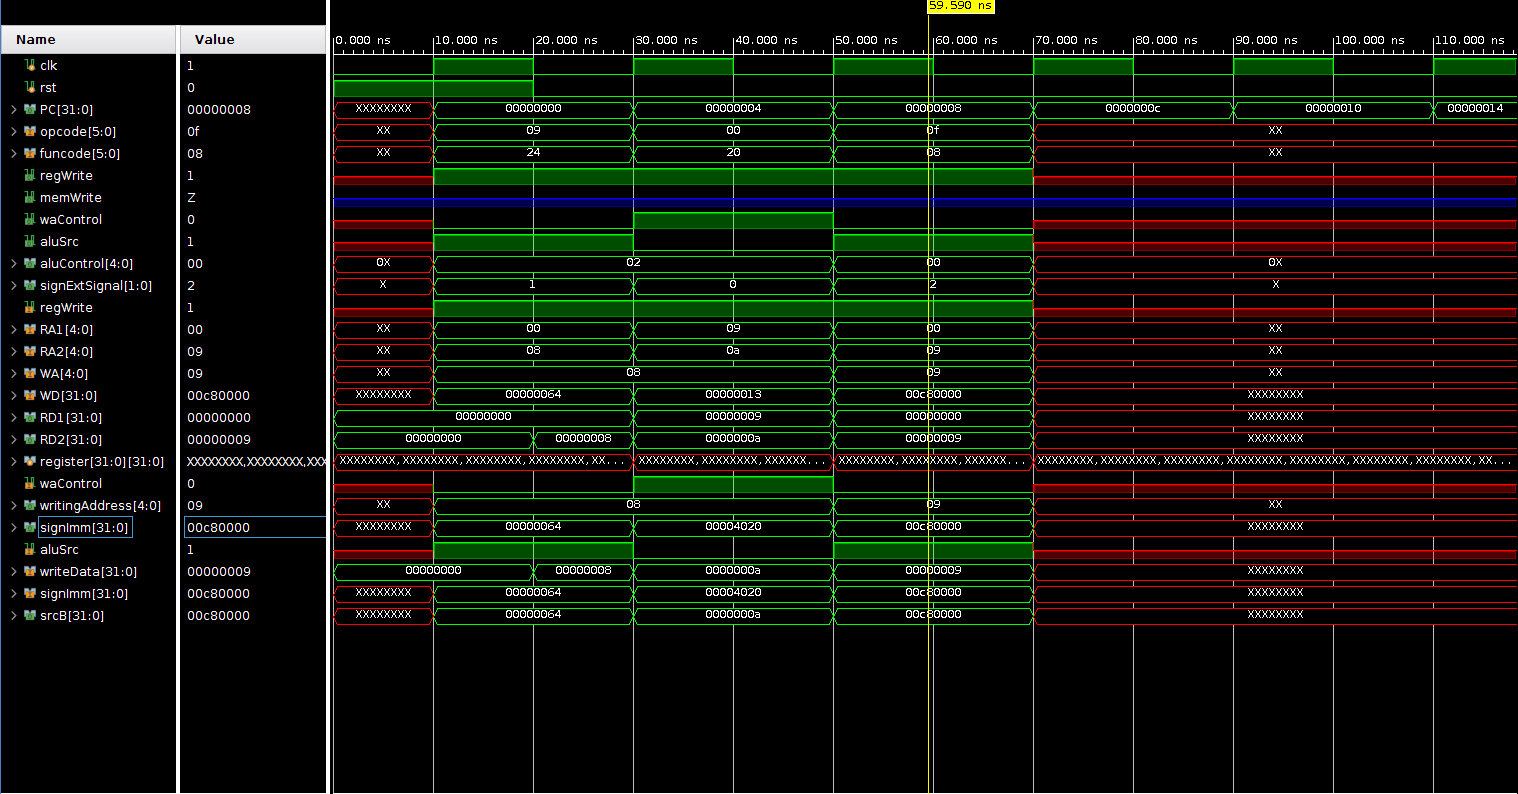 59.590 ns
Name Value
0.000 ns 10.000 ns 20.000 ns 30.000 ns 40.000 ns 50.000 ns 60.000 ns 70.000 ns 80.000 ns 90.000 ns 100.000 ns 110.000 ns
clk 1
rst 0
PC[31:0] 00000008 XXXXXXXX 00000000 00000004 00000008 0000000c 00000010 00000014
opcode[5:0] 0f XX 09 00 0f XX
funcode[5:0] 08 XX 24 20 08 XX
regWrite 1
memWrite Z
waControl 0
aluSrc 1
aluControl[4:0] 00 0X 02 00 0X
signExtSignal[1:0] 2 X 1 0 2 X
regWrite 1
RA1[4:0] 00 XX 00 09 00 XX
RA2[4:0] 09 XX 08 0a 09 XX
WA[4:0] 09 XX 08 09 XX
WD[31:0] 00c80000 XXXXXXXX 00000064 00000013 00c80000 XXXXXXXX
RD1[31:0] 00000000 00000000 00000009 00000000 XXXXXXXX
RD2[31:0] 00000009 00000000 00000008 0000000a 00000009 XXXXXXXX
register[31:0][31:0] XXXXXXXX,XXXXXXXX,XXX XXXXXXXX,XXXXXXXX,XXXXXXXX,XXXXXXXX,XX... XXXXXXXX,XXXXXXXX,XXXXXX... XXXXXXXX,XXXXXXXX,XXXXXX... XXXXXXXX,XXXXXXXX,XXXXXXXX,XXXXXXXX,XXXXXXXX,XXXXXXXX,XXXXXXXX,XX...
waControl 0
writingAddress[4:0] 09 XX 08 09 XX
signImm[31:0] 00c80000 XXXXXXXX 00000064 00004020 00c80000 XXXXXXXX
aluSrc 1
writeData[31:0] 00000009 00000000 00000008 0000000a 00000009 XXXXXXXX
signImm[31:0] 00c80000 XXXXXXXX 00000064 00004020 00c80000 XXXXXXXX
srcB[31:0] 00c80000 XXXXXXXX 00000064 0000000a 00c80000 XXXXXXXX